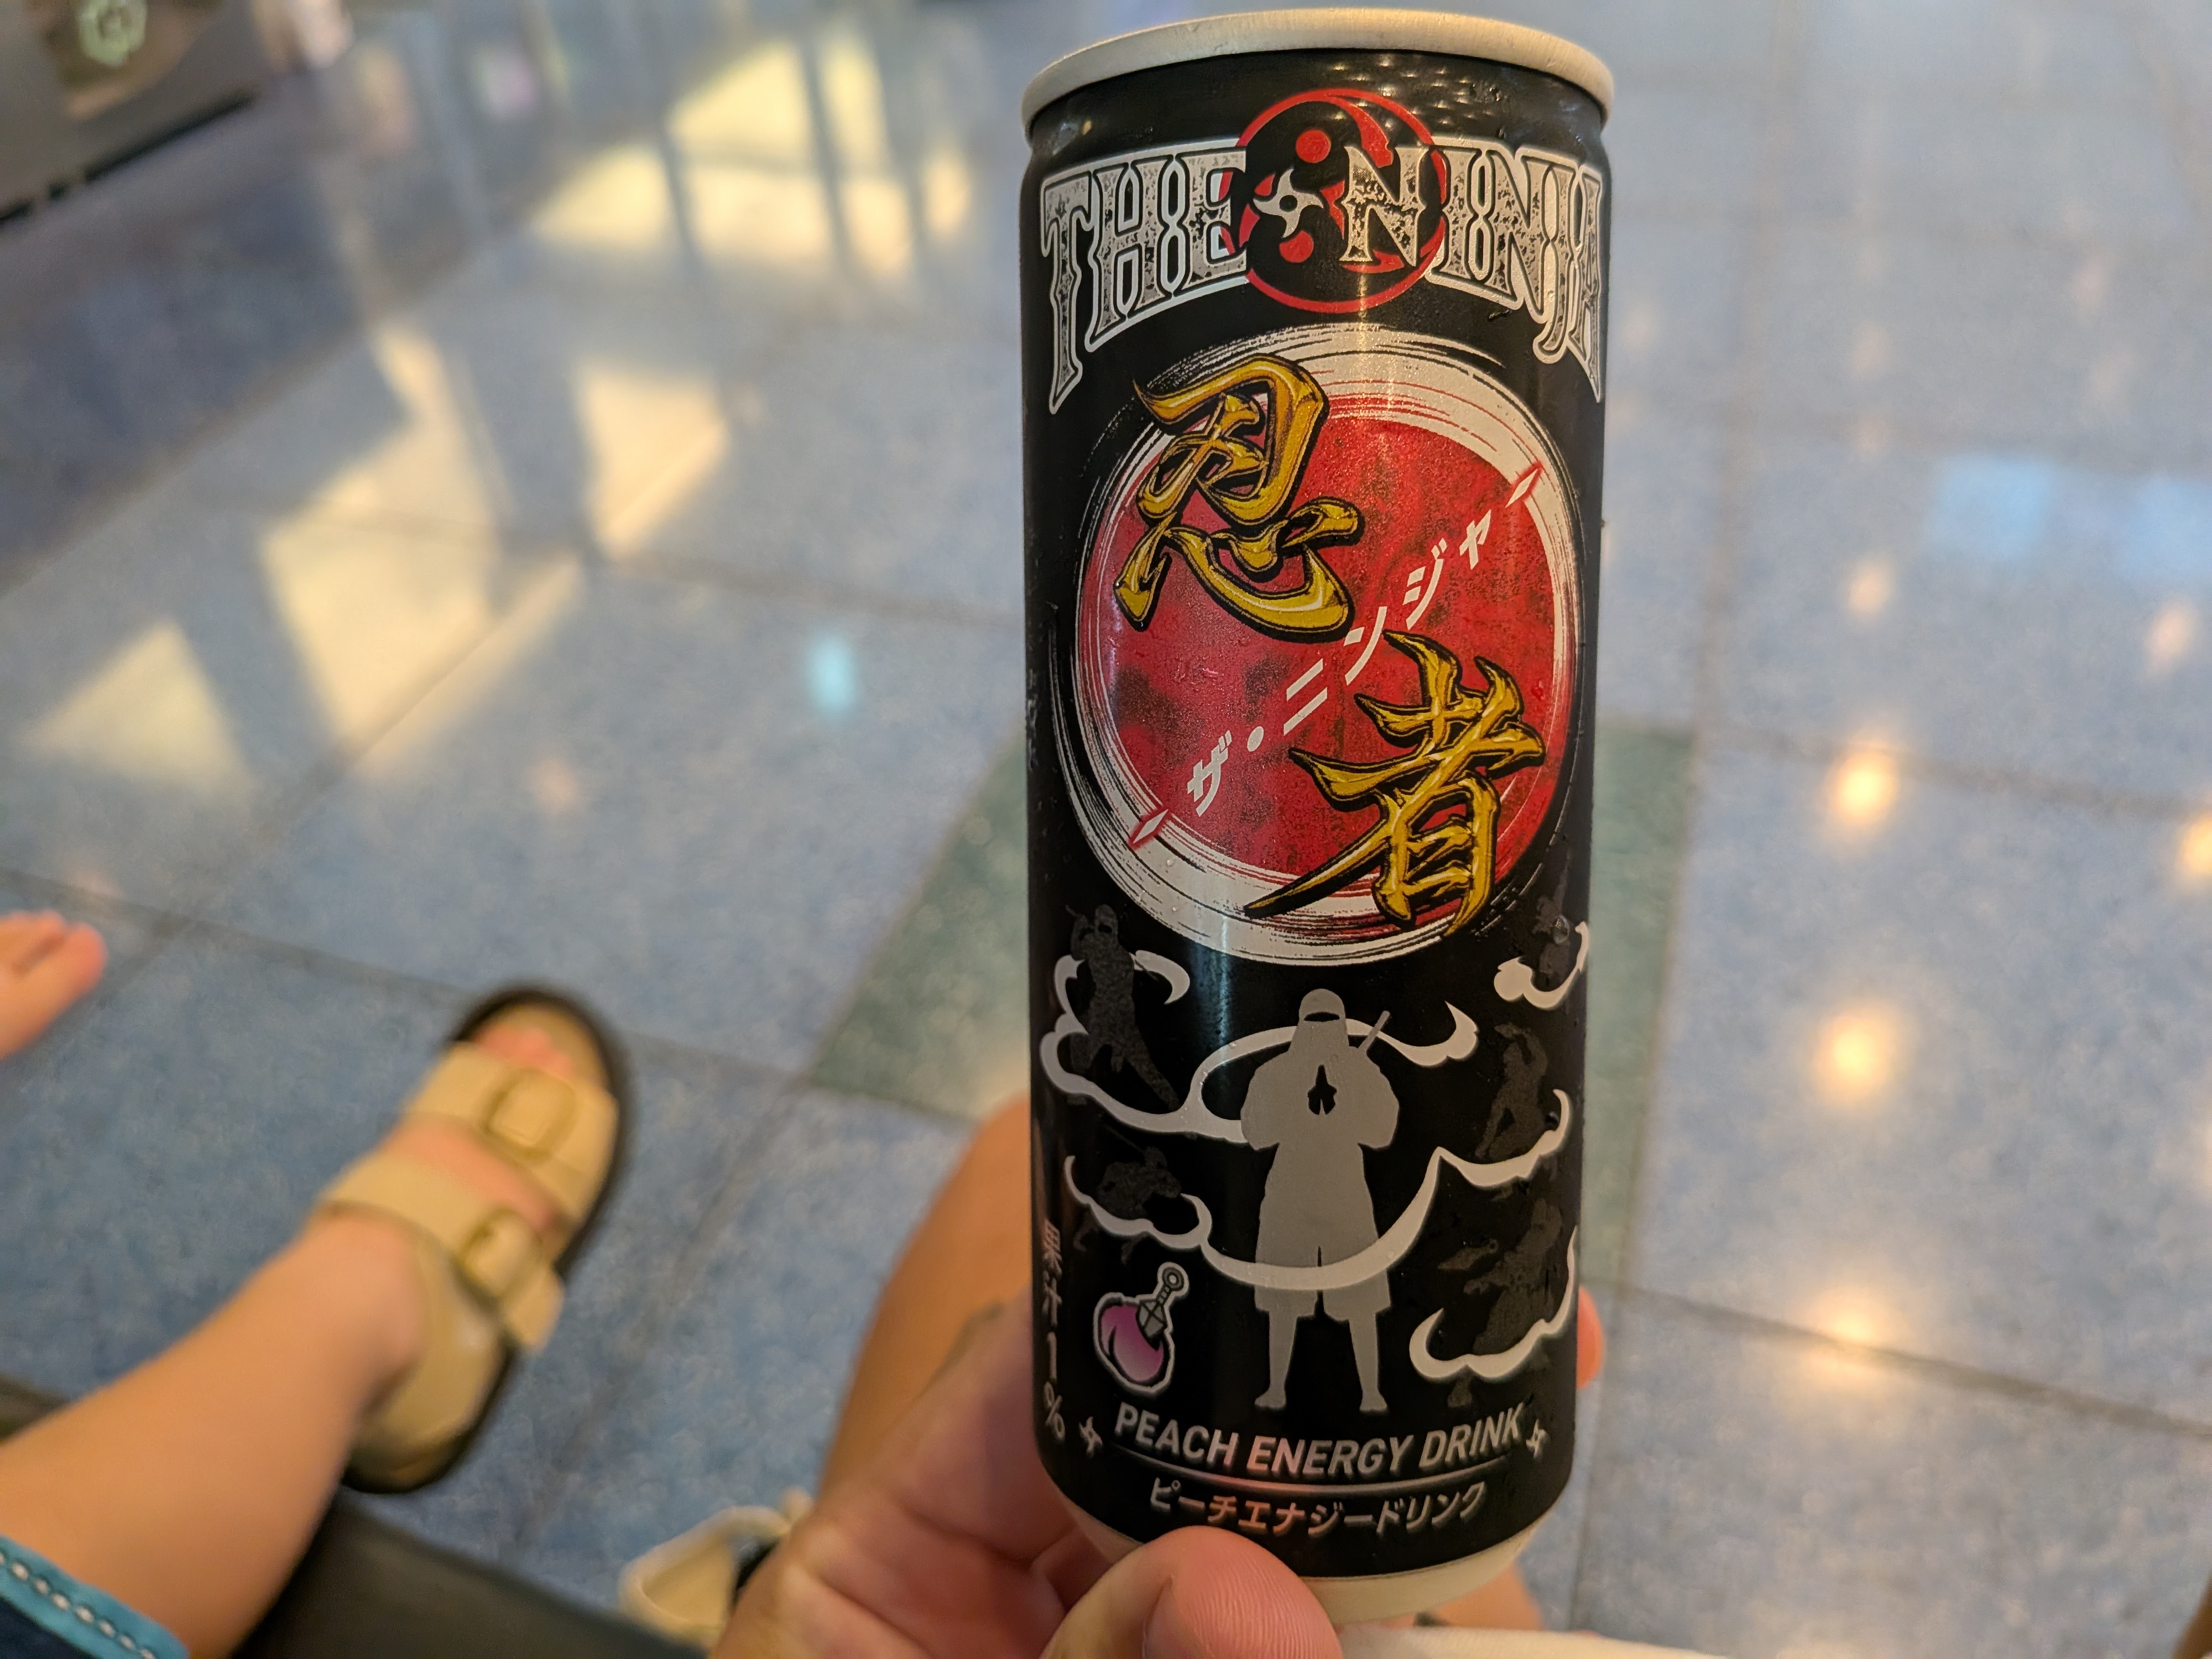 THE NINJA
忍者
ザ・ニンジャ
果汁1%
PEACH ENERGY DRINK
ピーチエナジードリンク